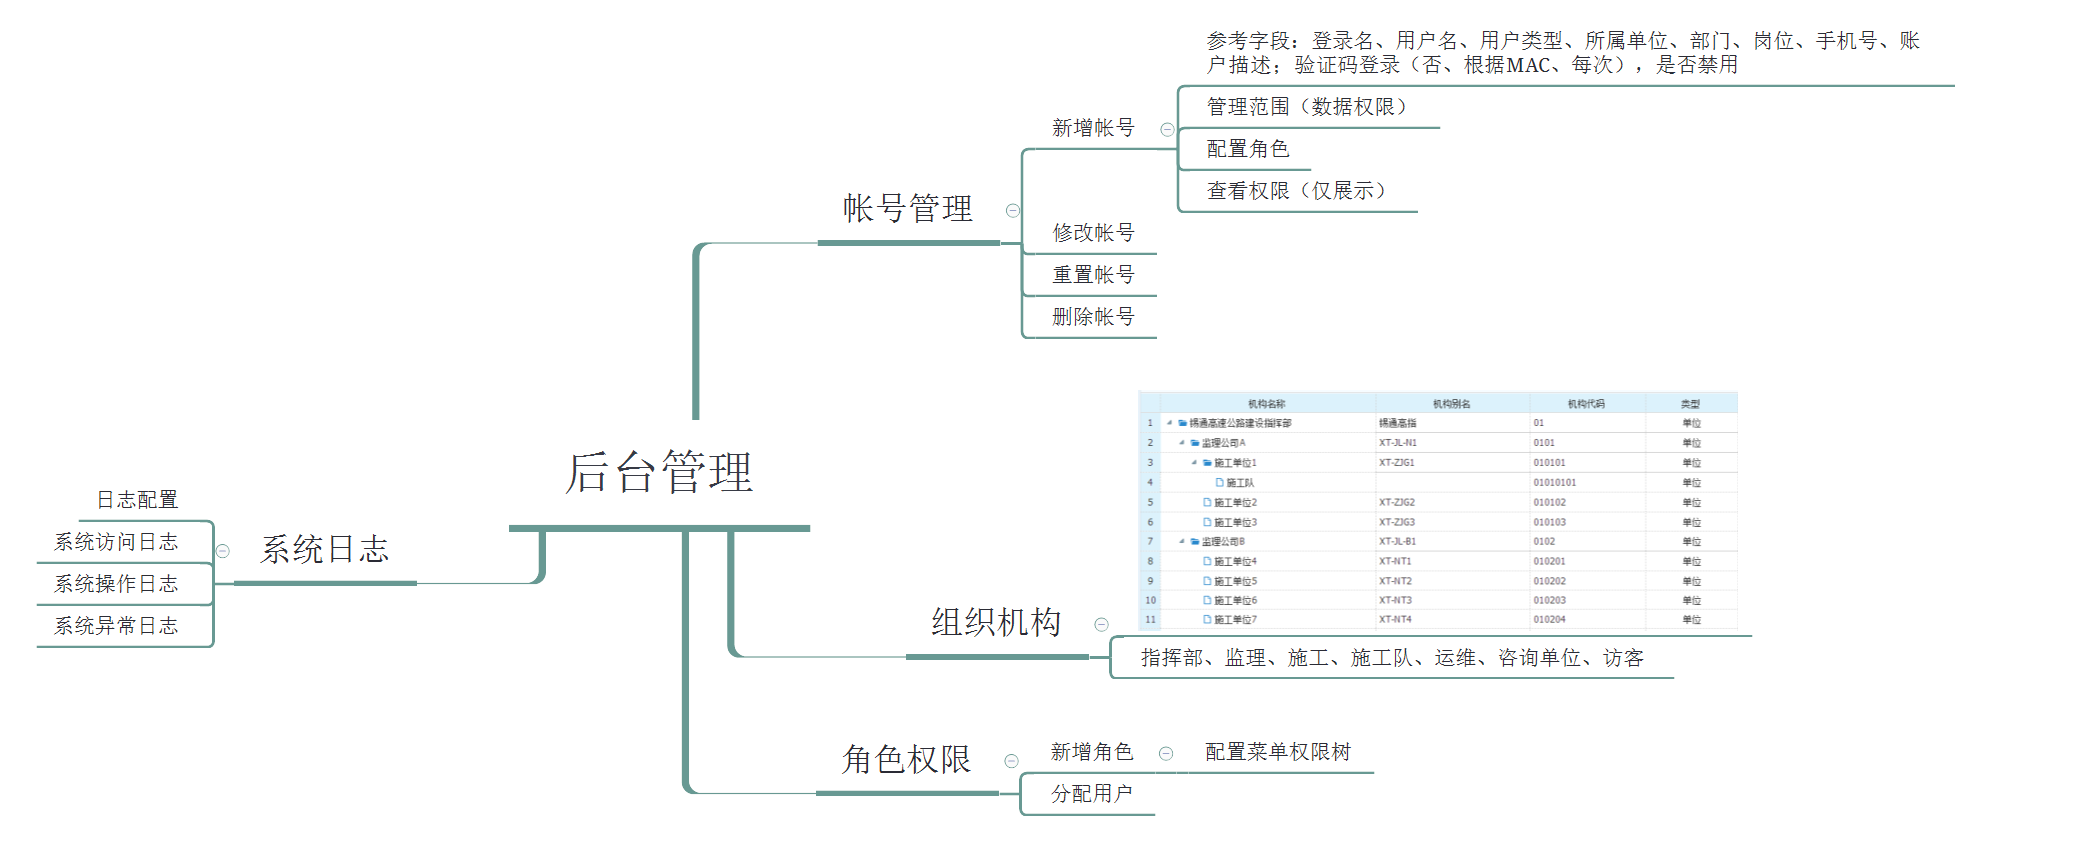 参考字段：登录名、用户名、用户类型、所属单位、部门、岗位、手机号、账
户描述；验证码登录（否、根据MAC、每次），是否禁用
管理范围（数据权限）
新增帐号
配置角色
查看权限（仅展示）
帐号管理
修改帐号
重置帐号
删除帐号
后台管理
日志配置
系统访问日志
系统日志
系统操作日志
系统异常日志
机构名称 机构别名 机构代码 类型
1 锡通高速公路建设指挥部 锡通高指 01 单位
2 监理公司A XT-JL-N1 0101 单位
3 施工单位1 XT-ZJG1 010101 单位
4 施工队 01010101 单位
5 施工单位2 XT-ZJG2 010102 单位
6 施工单位3 XT-ZJG3 010103 单位
7 监理公司B XT-JL-B1 0102 单位
8 施工单位4 XT-NT1 010201 单位
9 施工单位5 XT-NT2 010202 单位
10 施工单位6 XT-NT3 010203 单位
11 施工单位7 XT-NT4 010204 单位
组织机构
指挥部、监理、施工、施工队、运维、咨询单位、访客
角色权限
新增角色
配置菜单权限树
分配用户